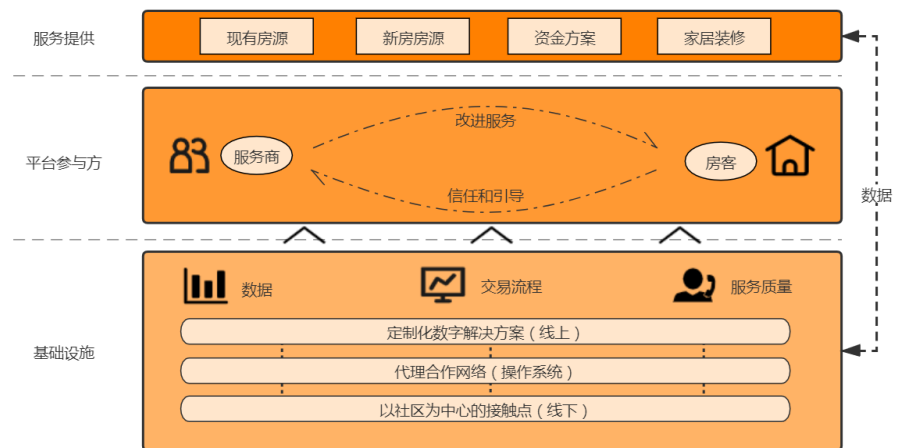 服务提供
现有房源
新房房源
资金方案
家居装修
平台参与方
改进服务
服务商
房客
信任和引导
数据
数据
交易流程
服务质量
基础设施
定制化数字解决方案（线上）
代理合作网络（操作系统）
以社区为中心的接触点（线下）